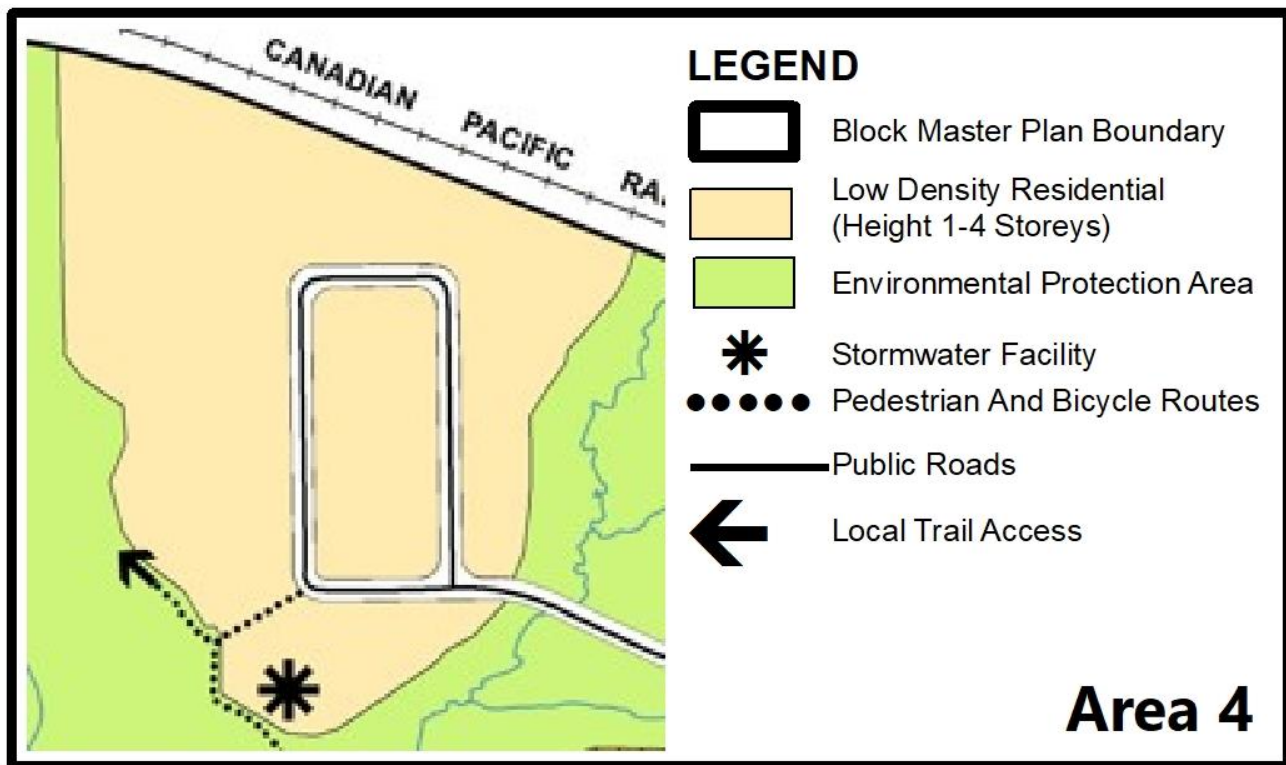 CANADIAN PACIFIC
LEGEND
Block Master Plan Boundary
Low Density Residential
(Height 1-4 Storeys)
Environmental Protection Area
Stormwater Facility
Pedestrian And Bicycle Routes
Public Roads
Local Trail Access
Area 4